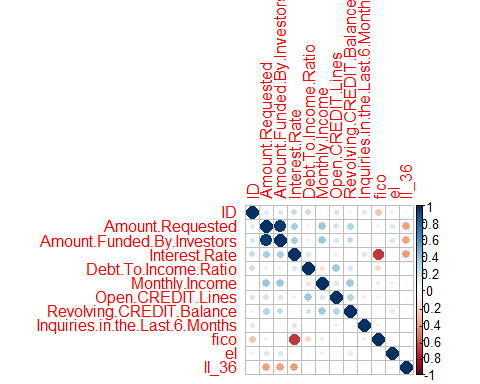 ID
Amount.Requested
Amount.Funded.By.Investors
Interest.Rate
Debt.To.Income.Ratio
Monthly.Income
Open.CREDIT.Lines
Revolving.CREDIT.Balance
Inquiries.in.the.Last.6.Month
fico
el
ll_36
ID
Amount.Requested
Amount.Funded.By.Investors
Interest.Rate
Debt.To.Income.Ratio
Monthly.Income
Open.CREDIT.Lines
Revolving.CREDIT.Balance
Inquiries.in.the.Last.6.Months
fico
el
ll_36
1
0.8
0.6
0.4
0.2
0
-0.2
-0.4
-0.6
-0.8
-1